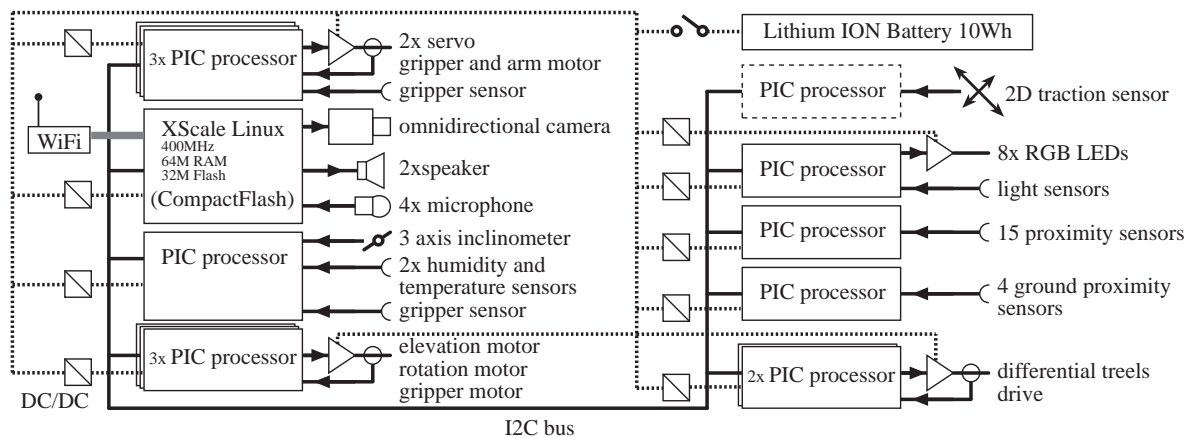 3x PIC processor
2x servo
gripper and arm motor
gripper sensor
WiFi
XScale Linux
400MHz
64M RAM
32M Flash
(CompactFlash)
omnidirectional camera
2xspeaker
4x microphone
PIC processor
3 axis inclinometer
2x humidity and
temperature sensors
gripper sensor
3x PIC processor
elevation motor
rotation motor
gripper motor
DC/DC
I2C bus
Lithium ION Battery 10Wh
PIC processor
2D traction sensor
PIC processor
8x RGB LEDs
light sensors
PIC processor
15 proximity sensors
PIC processor
4 ground proximity
sensors
2x PIC processor
differential treels
drive